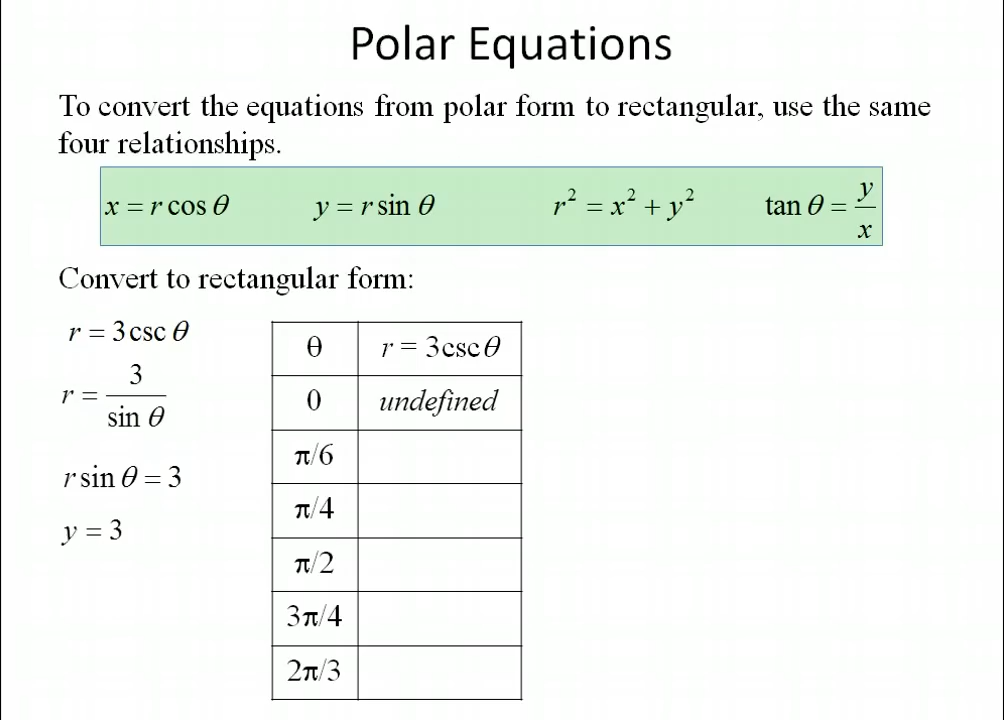 Polar Equations
To convert the equations from polar form to rectangular, use the same
four relationships.
x = r cos θ y = r sin θ r² = x² + y² tan θ = y/x
Convert to rectangular form:
r = 3 csc θ
r = 3/sin θ
r sin θ = 3
y = 3
θ r = 3cscθ
0 undefined
π/6
π/4
π/2
3π/4
2π/3